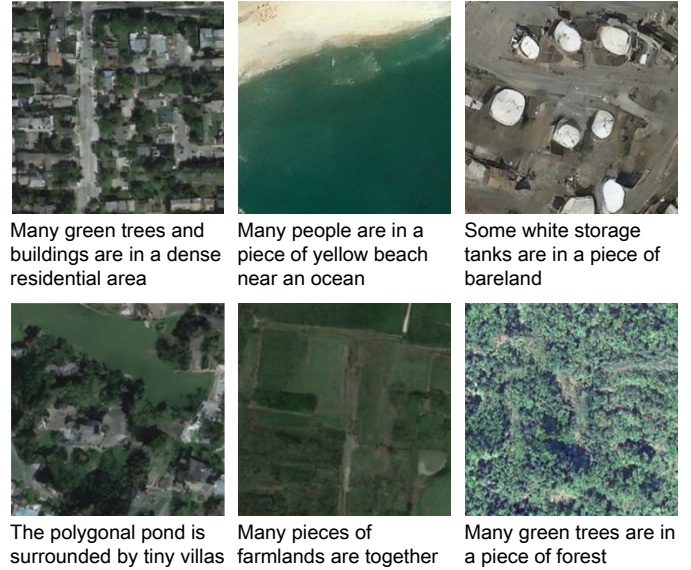 Many green trees and
buildings are in a dense
residential area
Many people are in a
piece of yellow beach
near an ocean
Some white storage
tanks are in a piece of
bareland
The polygonal pond is
surrounded by tiny villas
Many pieces of
farmlands are together
Many green trees are in
a piece of forest